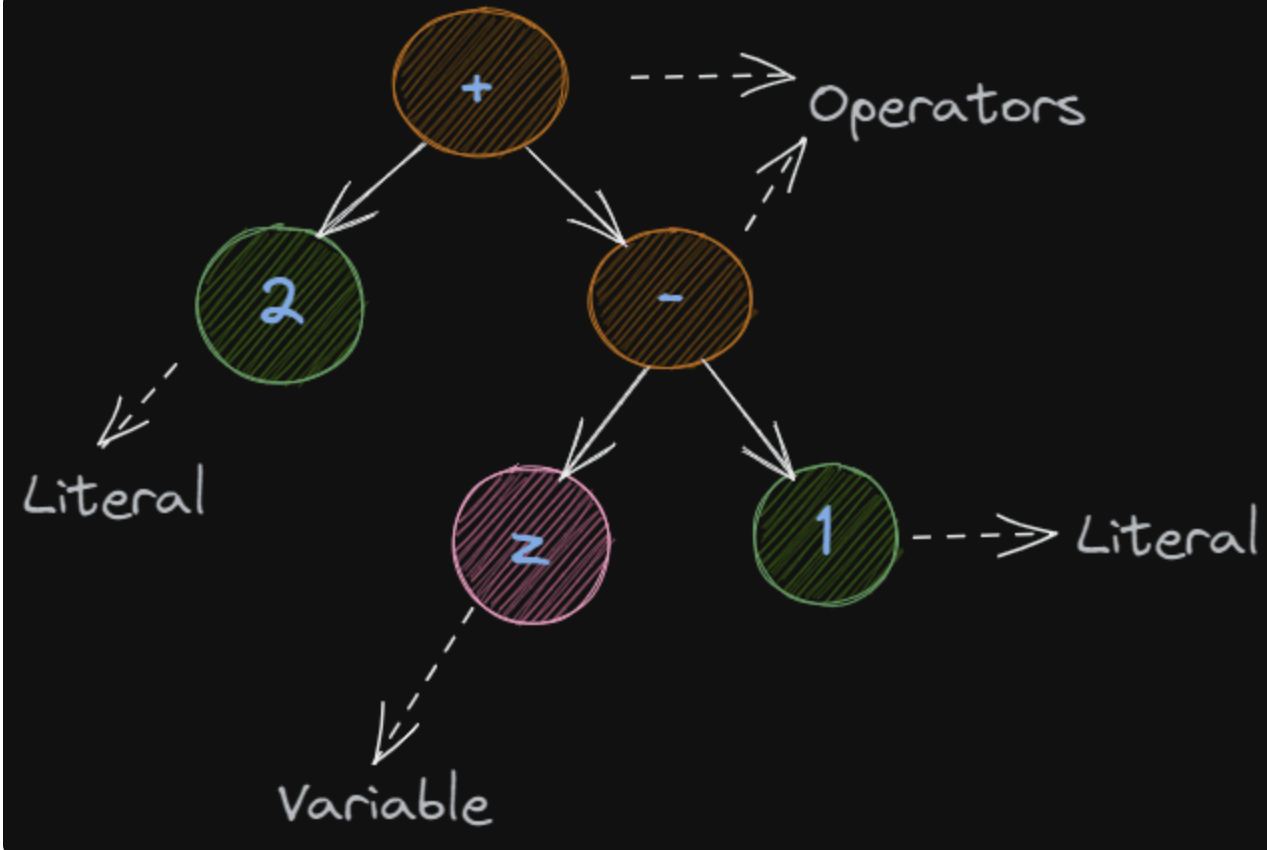 +
Operators
2
-
Literal
z
1
Literal
Variable